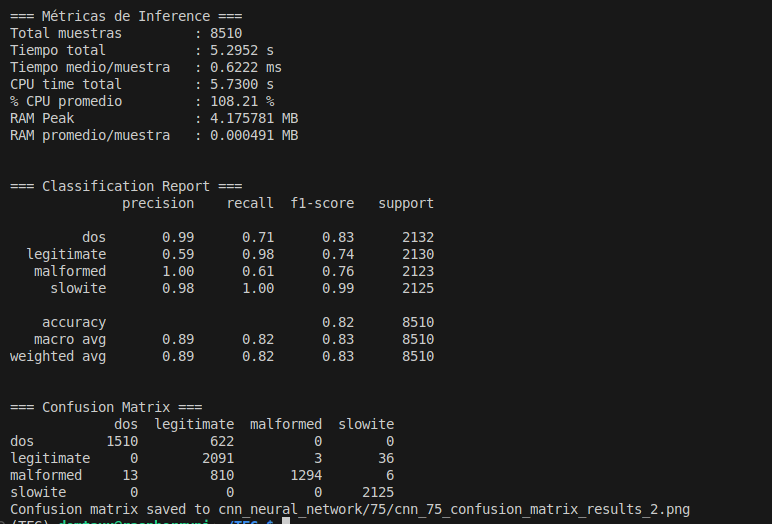 === Métricas de Inference ===
Total muestras         : 8510
Tiempo total           : 5.2952 s
Tiempo medio/muestra   : 0.6222 ms
CPU time total         : 5.7300 s
% CPU promedio         : 108.21 %
RAM Peak               : 4.175781 MB
RAM promedio/muestra   : 0.000491 MB
=== Classification Report ===
              precision    recall  f1-score   support
         dos       0.99      0.71      0.83      2132
  legitimate       0.59      0.98      0.74      2130
   malformed       1.00      0.61      0.76      2123
     slowite       0.98      1.00      0.99      2125
    accuracy                           0.82      8510
   macro avg       0.89      0.82      0.83      8510
weighted avg       0.89      0.82      0.83      8510
=== Confusion Matrix ===
             dos  legitimate  malformed  slowite
dos         1510         622          0        0
legitimate     0        2091          3       36
malformed     13         810       1294        6
slowite        0           0          0     2125
Confusion matrix saved to cnn_neural_network/75/cnn_75_confusion_matrix_results_2.png